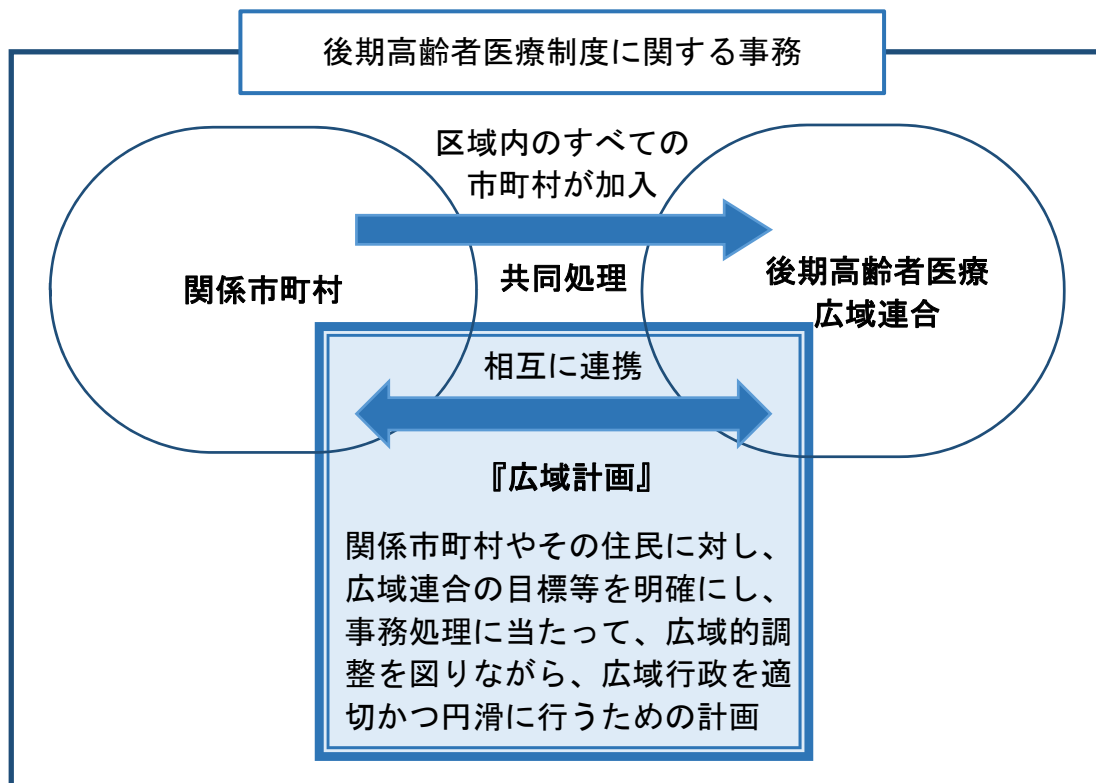 後期高齢者医療制度に関する事務
区域内のすべての
市町村が加入
関係市町村
共同処理
後期高齢者医療
広域連合
相互に連携
『広域計画』
関係市町村やその住民に対し、
広域連合の目標等を明確にし、
事務処理に当たって、広域的調
整を図りながら、広域行政を適
切かつ円滑に行うための計画